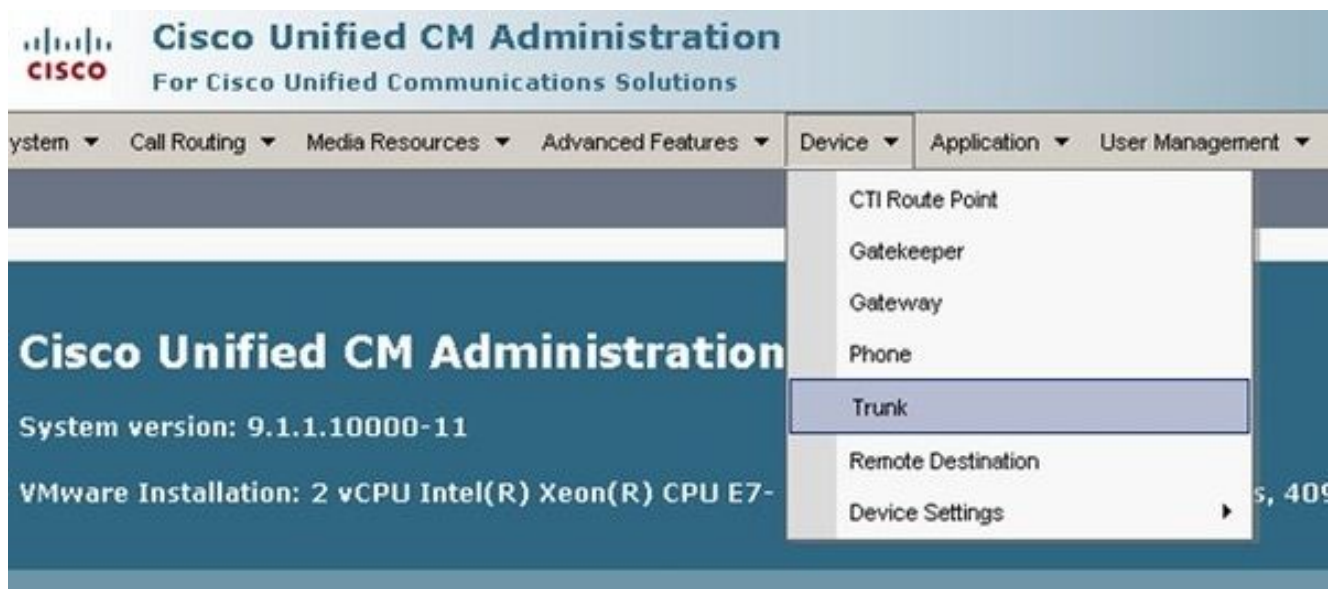 CISCO
Cisco Unified CM Administration
For Cisco Unified Communications Solutions
ystem Call Routing Media Resources Advanced Features Device Application User Management
CTI Route Point
Gatekeeper
Gateway
Phone
Trunk
Remote Destination
Device Settings
Cisco Unified CM Administration
System version: 9.1.1.10000-11
VMware Installation: 2 vCPU Intel(R) Xeon(R) CPU E7- s, 409